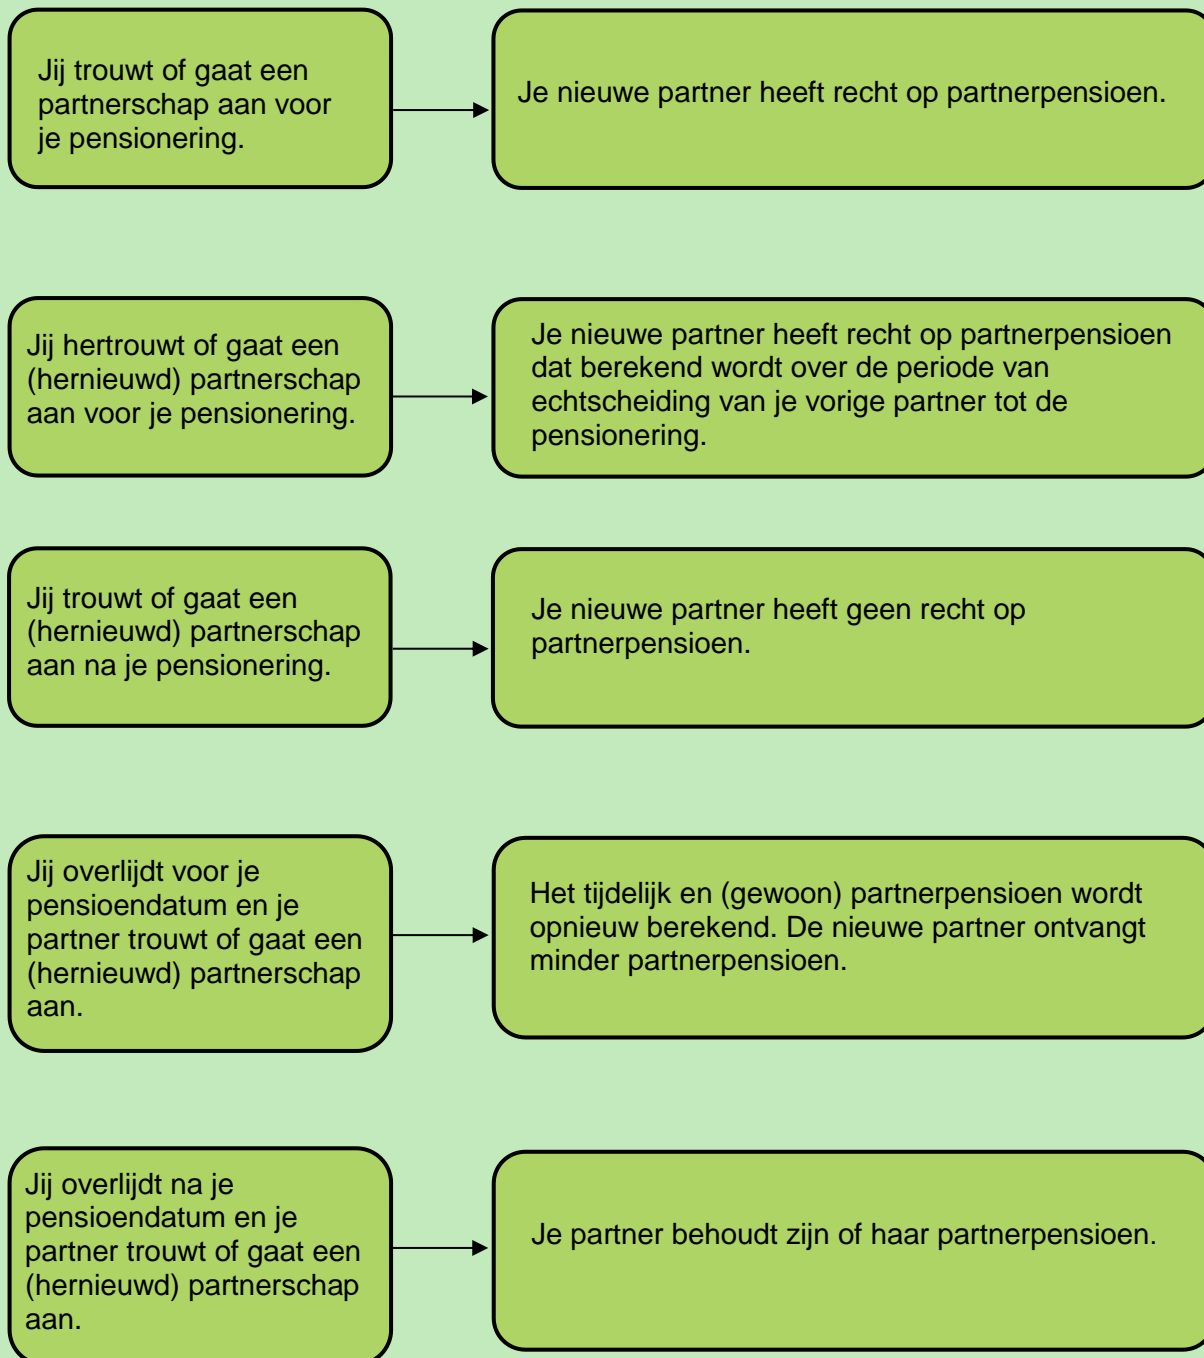 Jij trouwt of gaat een
partnerschap aan voor
je pensionering.
Je nieuwe partner heeft recht op partnerpensioen.
Jij hertrouwt of gaat een
(hernieuwd) partnerschap
aan voor je pensionering.
Je nieuwe partner heeft recht op partnerpensioen
dat berekend wordt over de periode van
echtscheiding van je vorige partner tot de
pensionering.
Jij trouwt of gaat een
(hernieuwd) partnerschap
aan na je pensionering.
Je nieuwe partner heeft geen recht op
partnerpensioen.
Jij overlijdt voor je
pensioendatum en je
partner trouwt of gaat een
(hernieuwd) partnerschap
aan.
Het tijdelijk en (gewoon) partnerpensioen wordt
opnieuw berekend. De nieuwe partner ontvangt
minder partnerpensioen.
Jij overlijdt na je
pensioendatum en je
partner trouwt of gaat een
(hernieuwd) partnerschap
aan.
Je partner behoudt zijn of haar partnerpensioen.